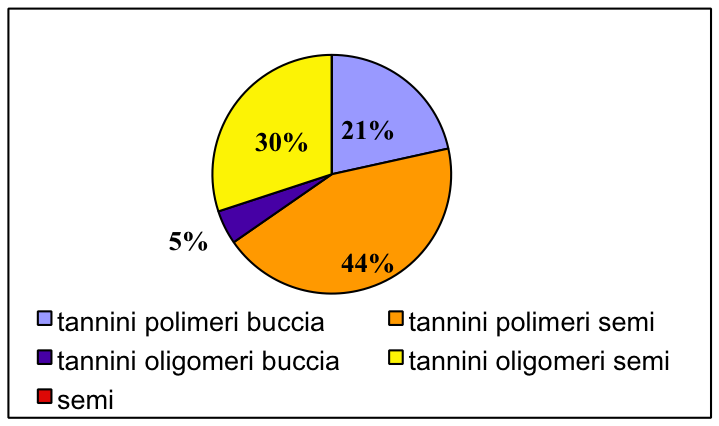 30%
21%
5%
44%
tannini polimeri buccia
tannini polimeri semi
tannini oligomeri buccia
tannini oligomeri semi
semi